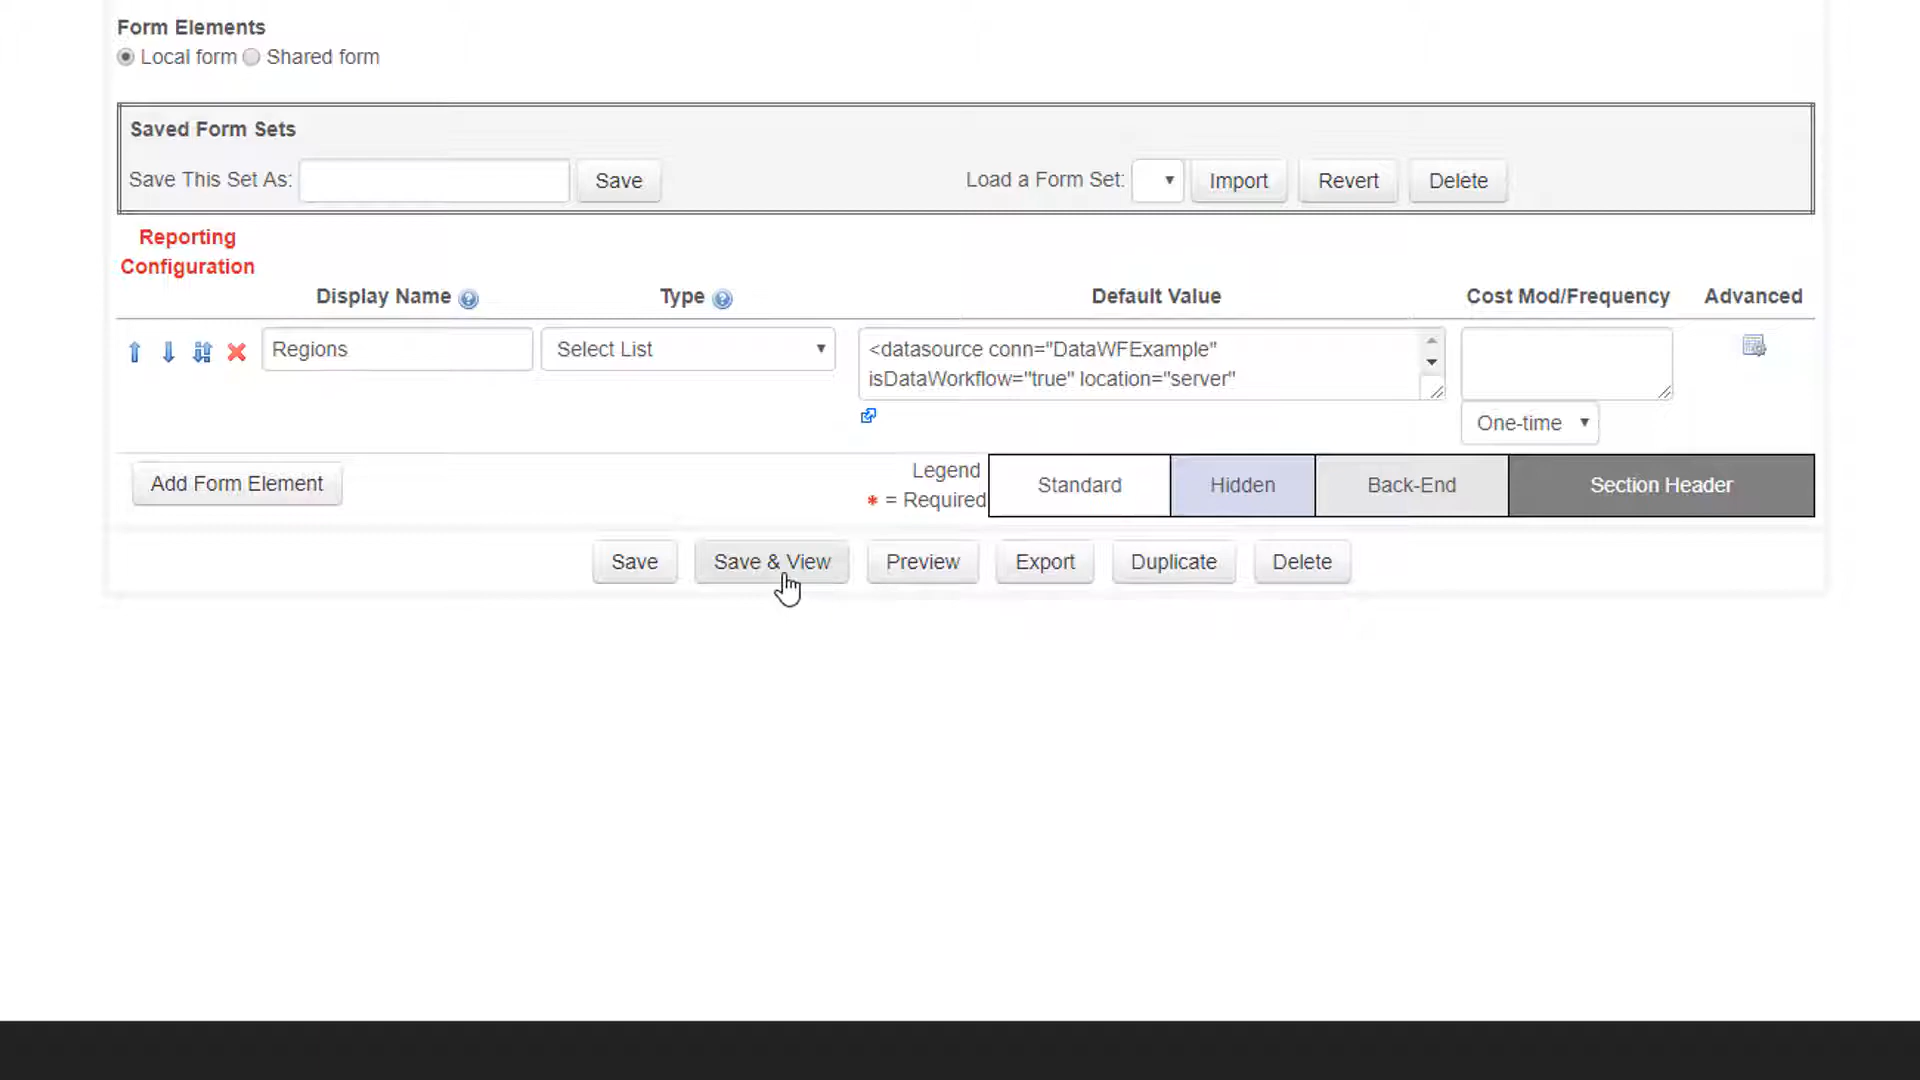 Form Elements
Local form Shared form
Saved Form Sets
Save This Set As: Save Load a Form Set: Import Revert Delete
Reporting
Configuration
Display Name Type Default Value Cost Mod/Frequency Advanced
Regions Select List <datasource conn="DataWFExample"
isDataWorkflow="true" location="server"
One-time
Add Form Element
Legend
* = Required
Standard Hidden Back-End Section Header
Save Save & View Preview Export Duplicate Delete